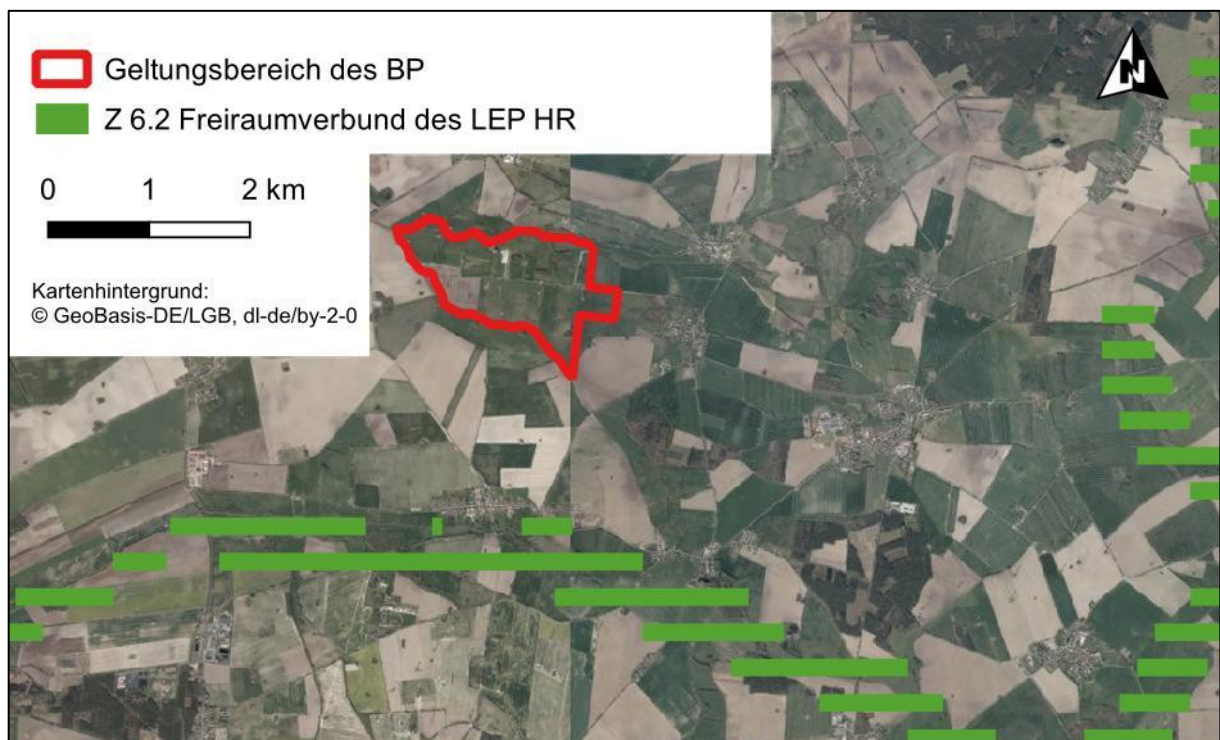 Geltungsbereich des BP
Z 6.2 Freiraumverbund des LEP HR
0 1 2 km
Kartenhintergrund:
© GeoBasis-DE/LGB, dl-de/by-2-0
N